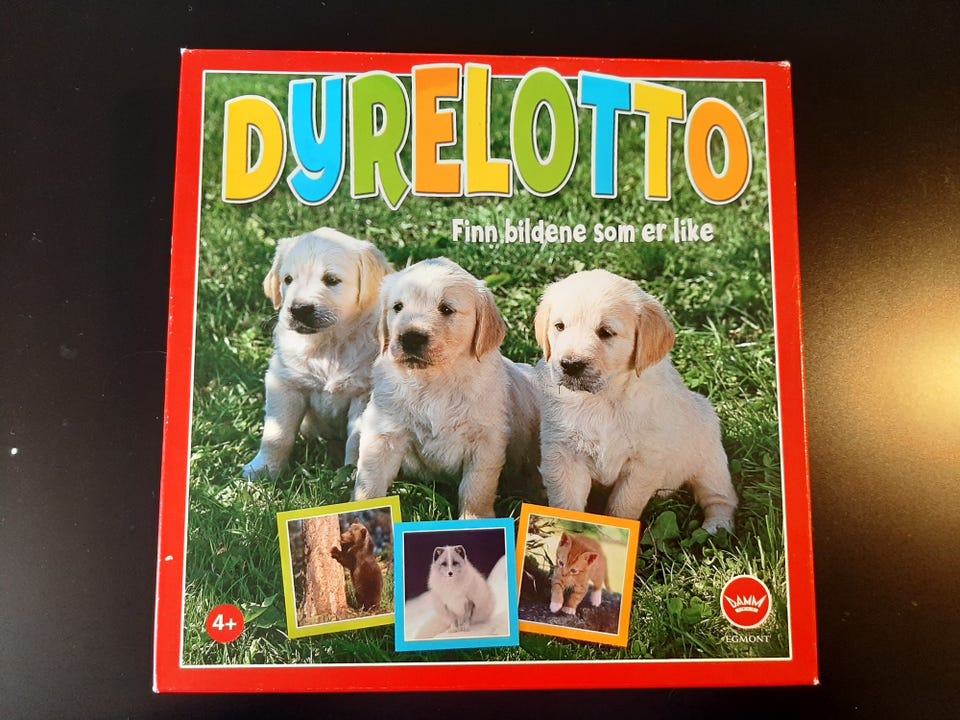 DYRELOTTO
Finn bildene som er like
4+
DAMM
EGMONT